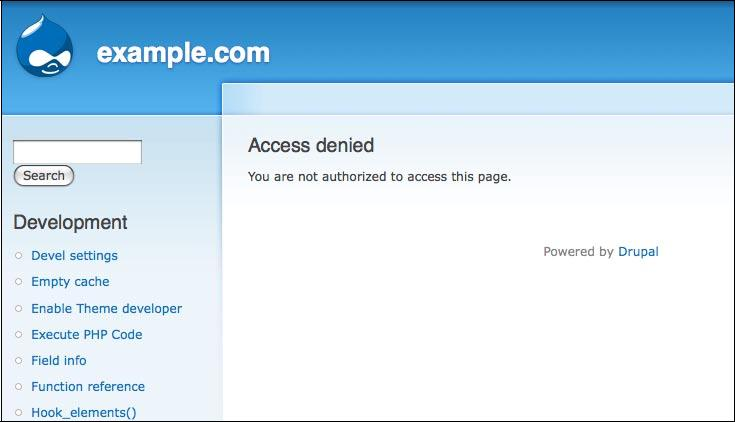 example.com
Search
Development
Devel settings
Empty cache
Enable Theme developer
Execute PHP Code
Field info
Function reference
Hook_elements()
Access denied
You are not authorized to access this page.
Powered by Drupal